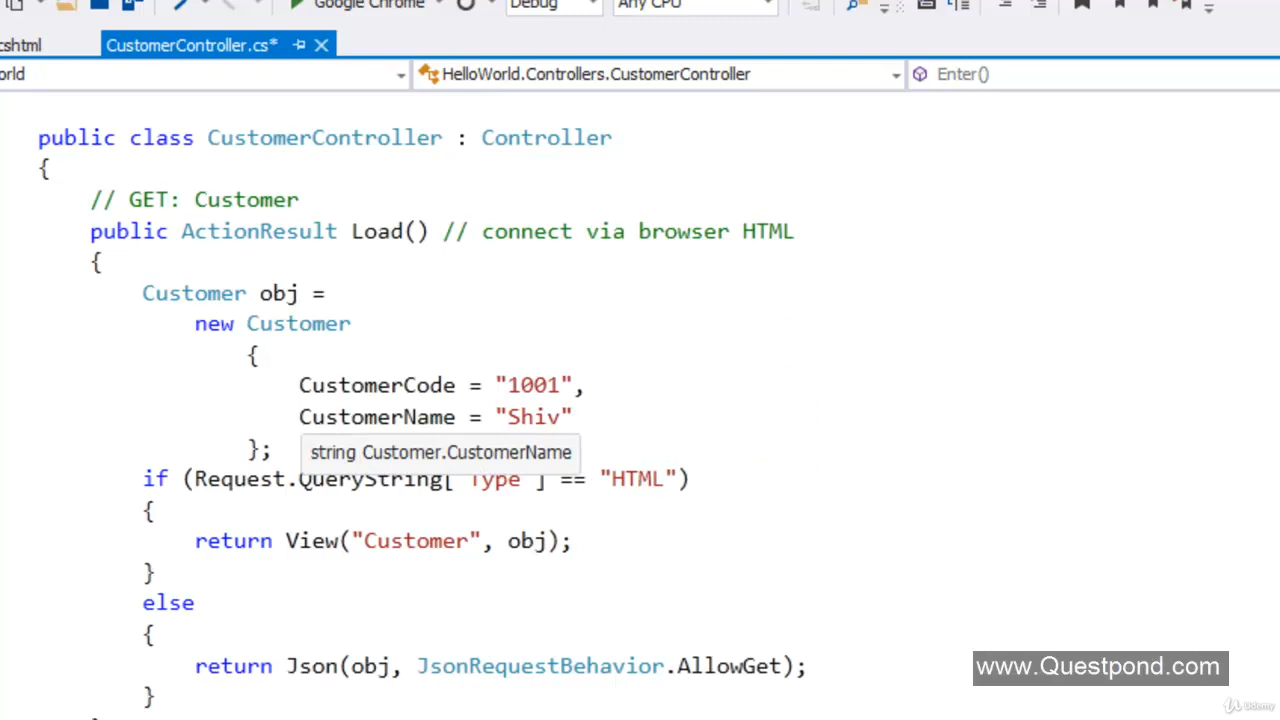 Google Chrome Debug Any CPU
cshtml CustomerController.cs*
orld HelloWorld.Controllers.CustomerController Enter()
public class CustomerController : Controller
{
// GET: Customer
public ActionResult Load() // connect via browser HTML
{
Customer obj =
new Customer
{
CustomerCode = "1001",
CustomerName = "Shiv"
};
string Customer.CustomerName
if (Request.QueryString["Type"] == "HTML")
{
return View("Customer", obj);
}
else
{
return Json(obj, JsonRequestBehavior.AllowGet);
}
www.Questpond.com
Udemy